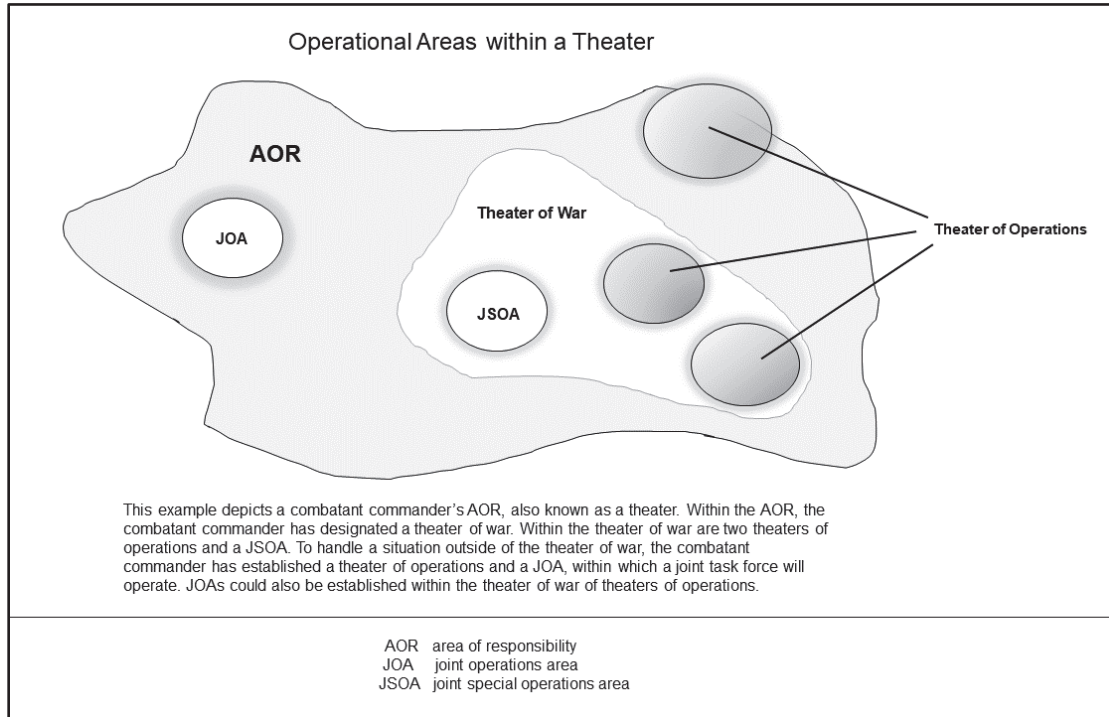 Operational Areas within a Theater
AOR
Theater of War
JOA
Theater of Operations
JSOA
This example depicts a combatant commander's AOR, also known as a theater. Within the AOR, the
combatant commander has designated a theater of war. Within the theater of war are two theaters of
operations and a JSOA. To handle a situation outside of the theater of war, the combatant
commander has established a theater of operations and a JOA, within which a joint task force will
operate. JOAs could also be established within the theater of war of theaters of operations.
AOR area of responsibility
JOA joint operations area
JSOA joint special operations area